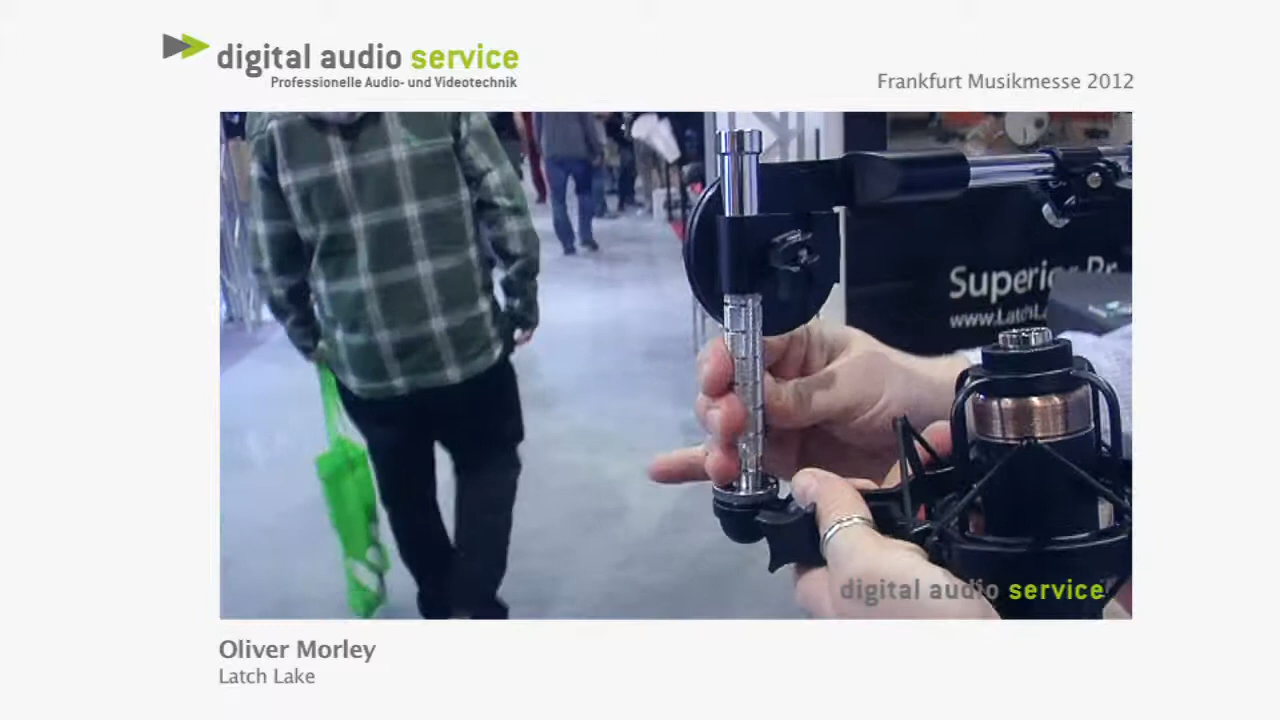 digital audio service
Professionelle Audio- und Videotechnik
Frankfurt Musikmesse 2012
digital audio service
Oliver Morley
Latch Lake